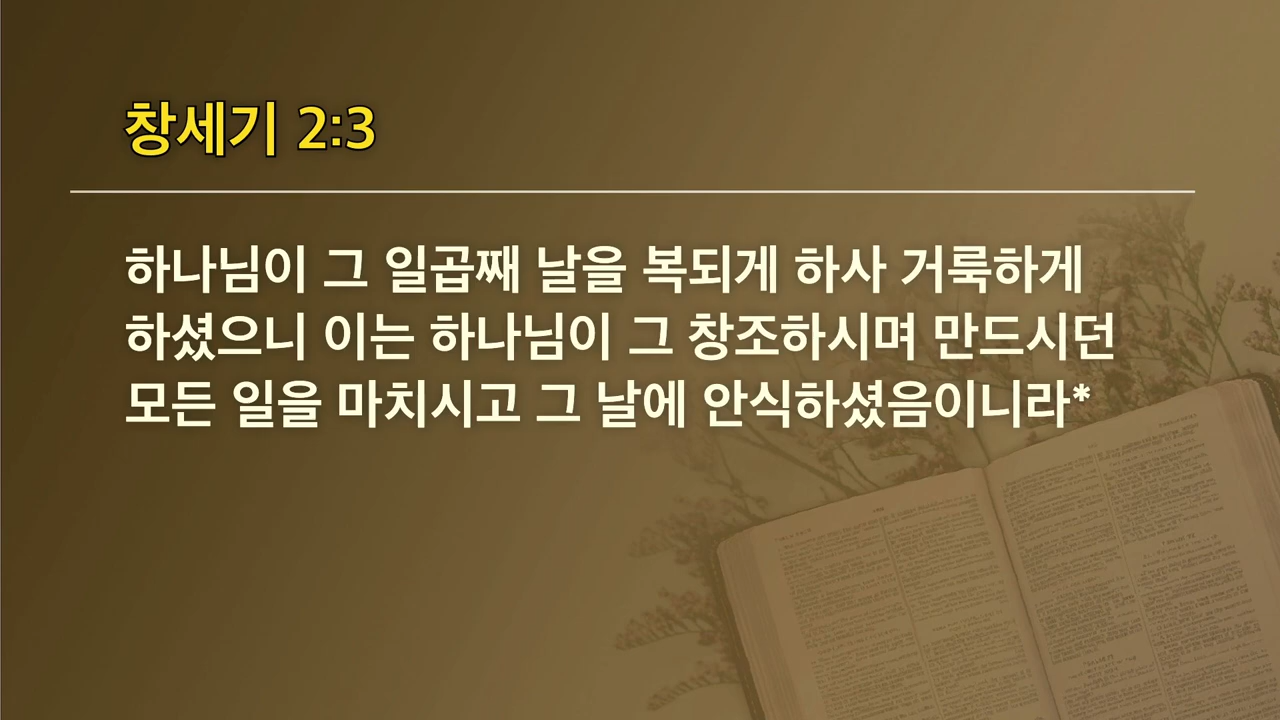 창세기 2:3
하나님이 그 일곱째 날을 복되게 하사 거룩하게
하셨으니 이는 하나님이 그 창조하시며 만드시던
모든 일을 마치시고 그 날에 안식하셨음이니라*